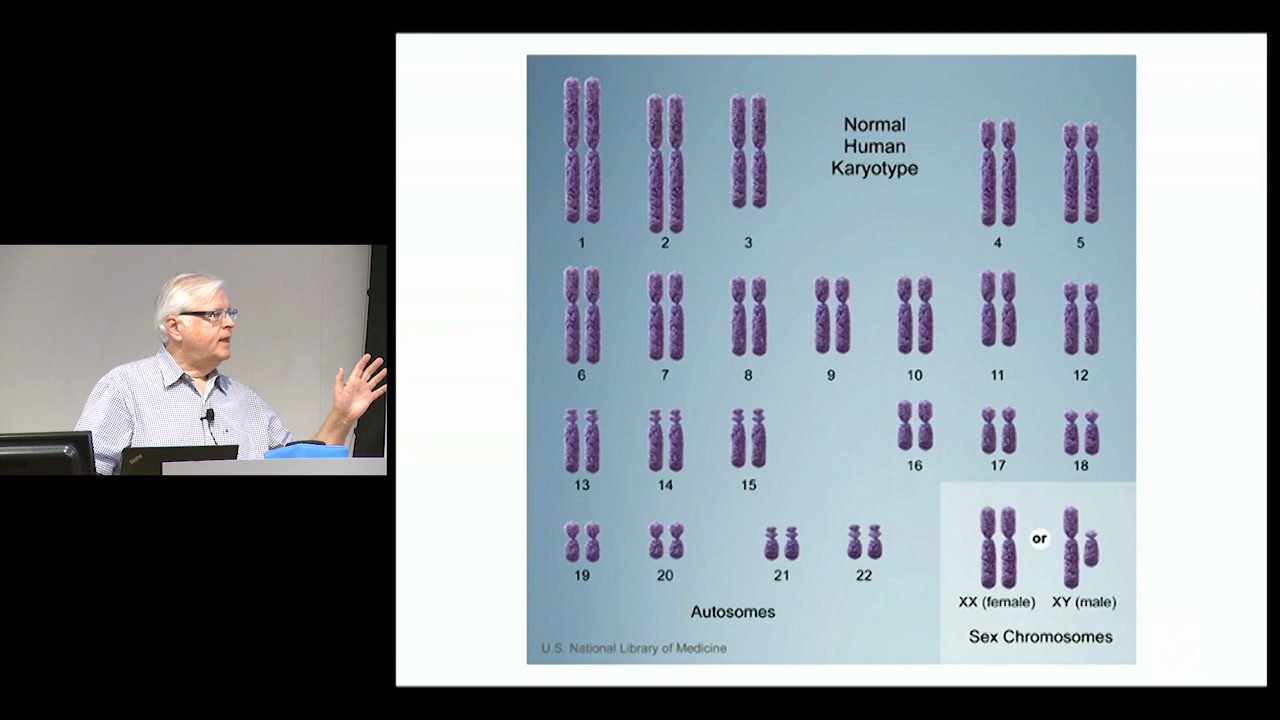 Normal
Human
Karyotype
1 2 3 4 5
6 7 8 9 10 11 12
13 14 15 16 17 18
19 20 21 22
or
XX (female) XY (male)
Autosomes
Sex Chromosomes
U.S. National Library of Medicine